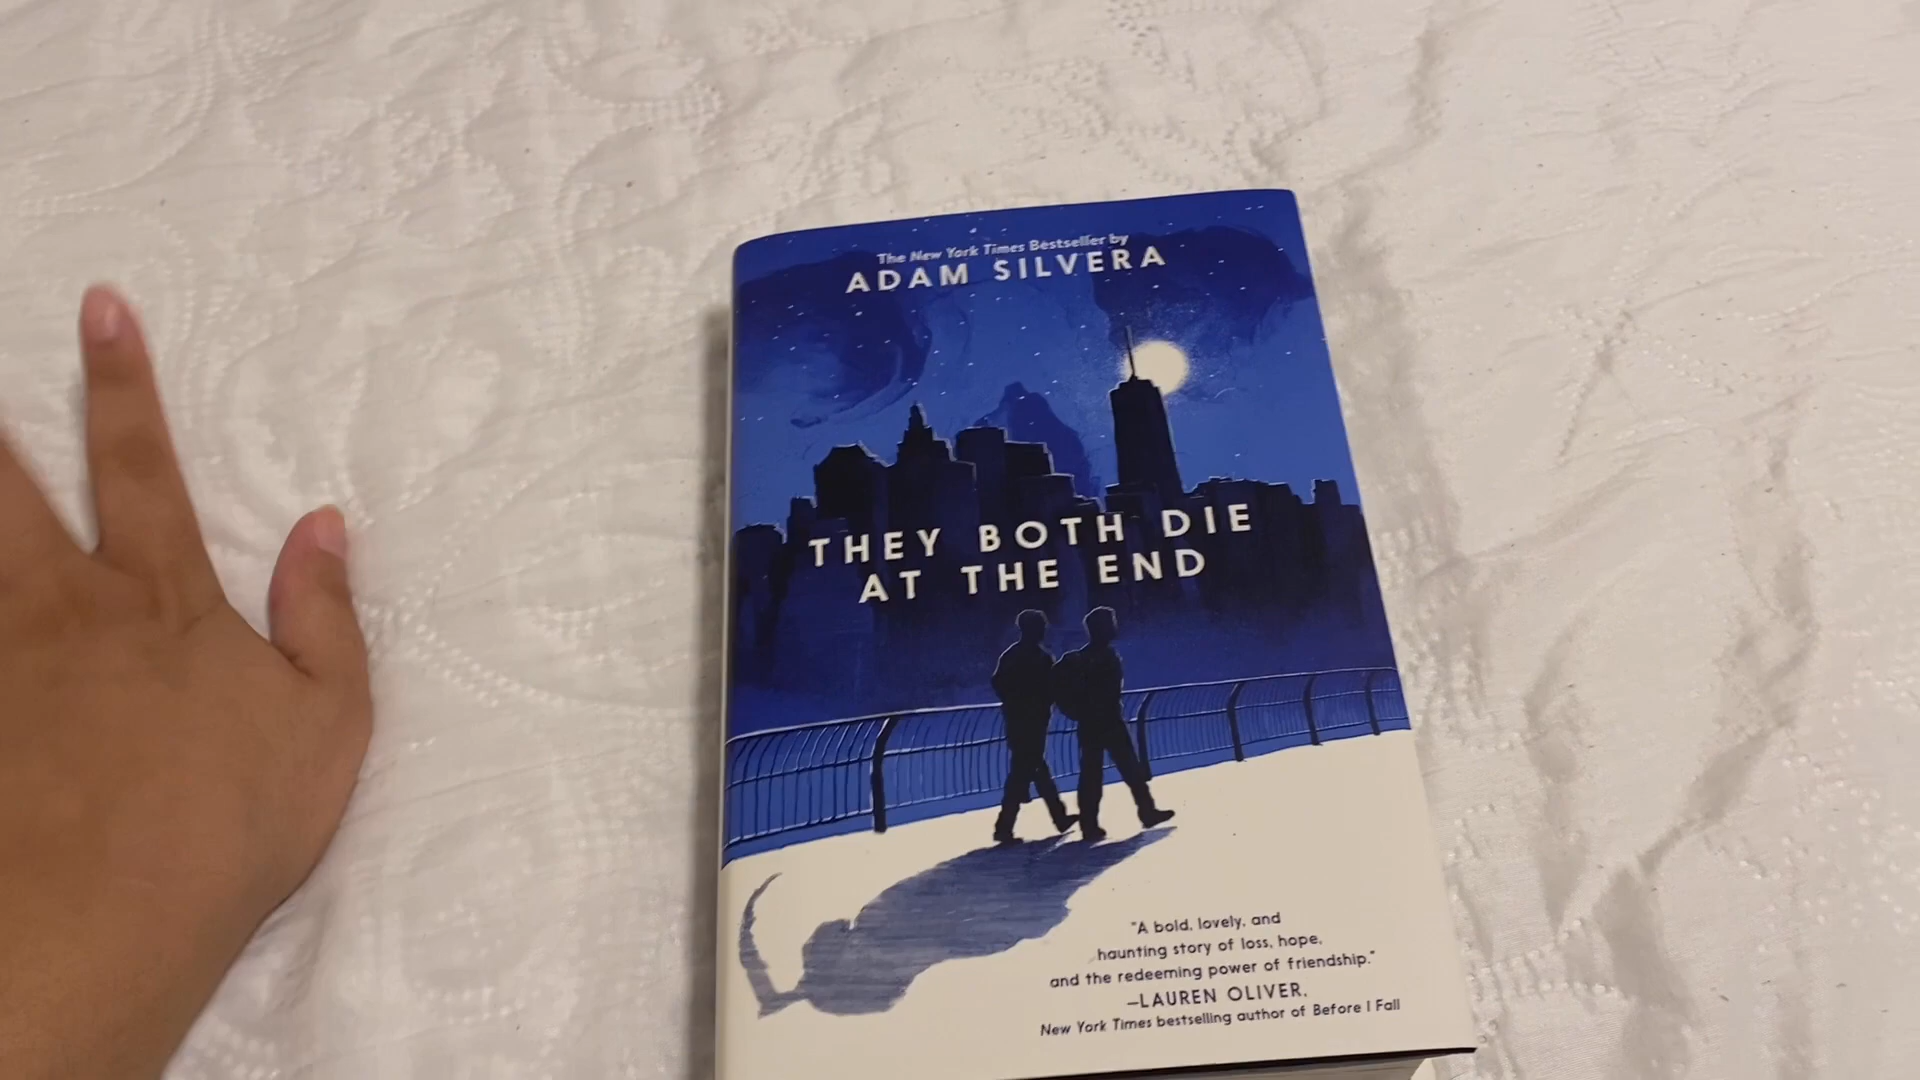 The New York Times Bestseller by
ADAM SILVERA
THEY BOTH DIE
AT THE END
"A bold, lovely, and
haunting story of loss, hope,
and the redeeming power of friendship."
—LAUREN OLIVER,
New York Times bestselling author of Before I Fall